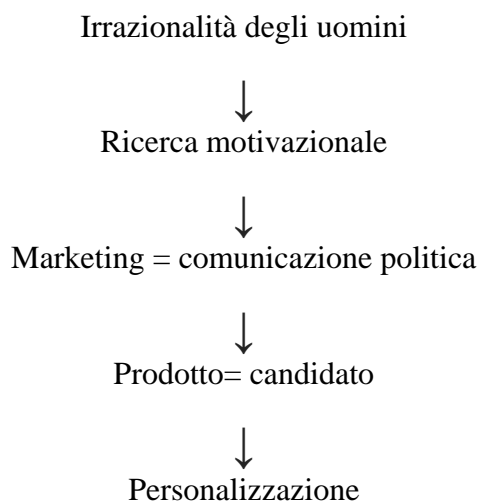 Irrazionalità degli uomini
↓
Ricerca motivazionale
↓
Marketing = comunicazione politica
↓
Prodotto= candidato
↓
Personalizzazione